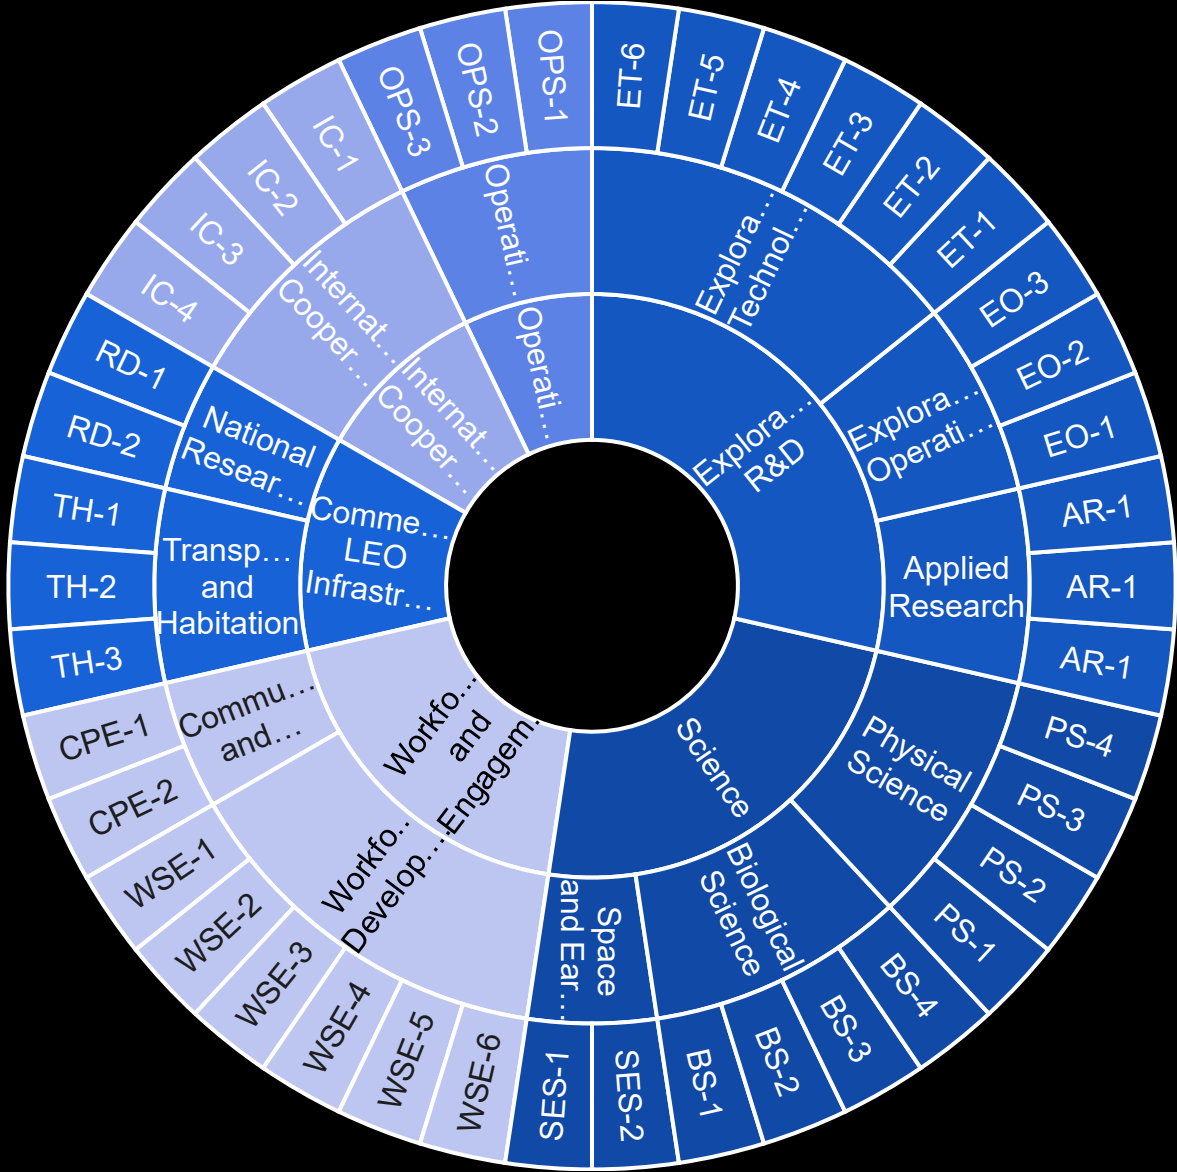 OPS-1
OPS-2
OPS-3
IC-1
IC-2
IC-3
IC-4
RD-1
RD-2
TH-1
TH-2
TH-3
CPE-1
CPE-2
WSE-1
WSE-2
WSE-3
WSE-4
WSE-5
WSE-6
SES-1
SES-2
BS-1
BS-2
BS-3
BS-4
PS-1
PS-2
PS-3
PS-4
AR-1
AR-1
AR-1
EO-1
EO-2
EO-3
ET-1
ET-2
ET-3
ET-4
ET-5
ET-6
Operati…
Internat…
Cooper…
National
Resear…
Transp…
and
Habitation
Commu…
and…
Workfo…
Develop…
Space
and Ear…
Biological
Science
Physical
Science
Applied
Research
Explora…
Operati…
Explora…
Technol…
Operati…
Internat…
Cooper…
Comme…
LEO
Infrastr…
Workfo…
and
Engagem…
Science
Explora…
R&D